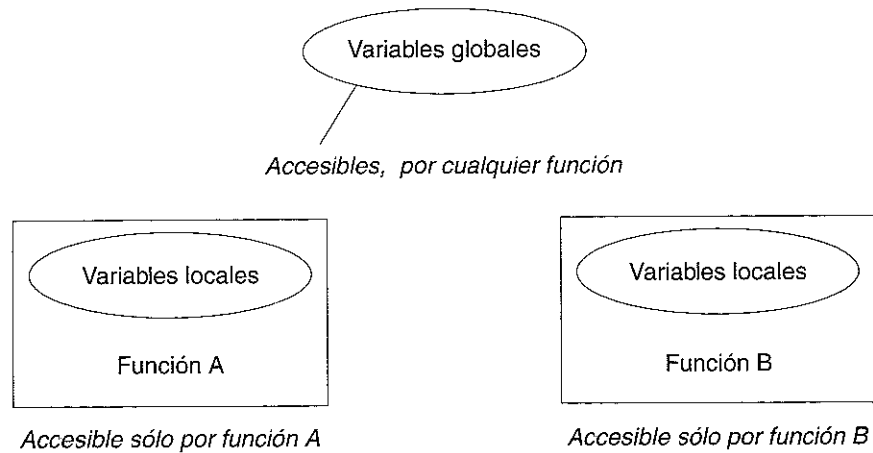 Variables globales
Accesibles, por cualquier función
Variables locales
Función A
Accesible sólo por función A
Variables locales
Función B
Accesible sólo por función B